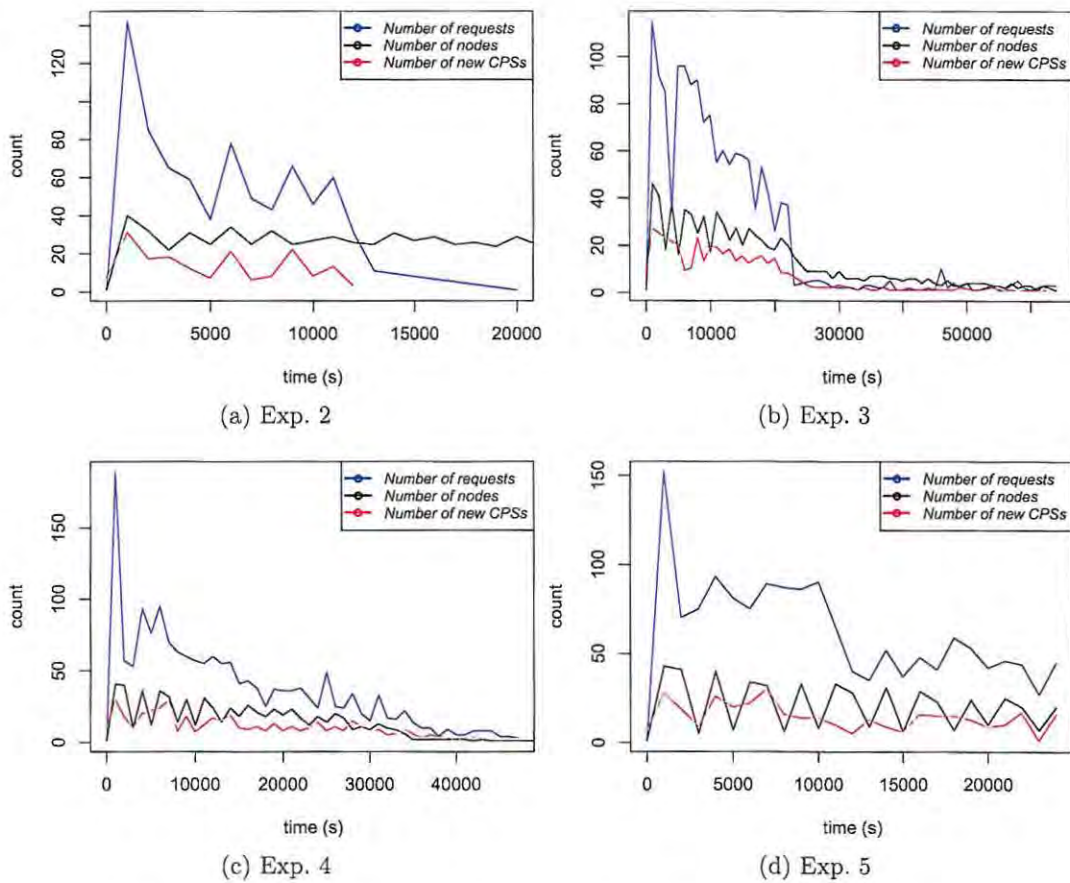 Number of requests
Number of nodes
Number of new CPSs
count
0 20 40 60 80 100 120
0 5000 10000 15000 20000
time (s)
(a) Exp. 2
Number of requests
Number of nodes
Number of new CPSs
count
0 20 40 60 80 100
0 10000 30000 50000
time (s)
(b) Exp. 3
Number of requests
Number of nodes
Number of new CPSs
count
0 50 100 150
0 10000 20000 30000 40000
time (s)
(c) Exp. 4
Number of requests
Number of nodes
Number of new CPSs
count
0 50 100 150
0 5000 10000 15000 20000
time (s)
(d) Exp. 5